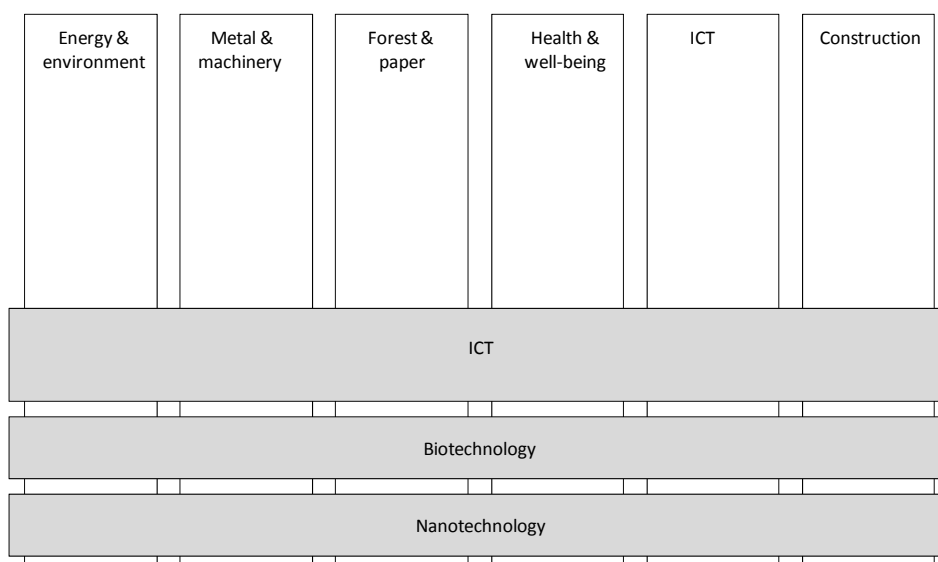 Energy &
environment
Metal &
machinery
Forest &
paper
Health &
well-being
ICT
Construction
ICT
Biotechnology
Nanotechnology